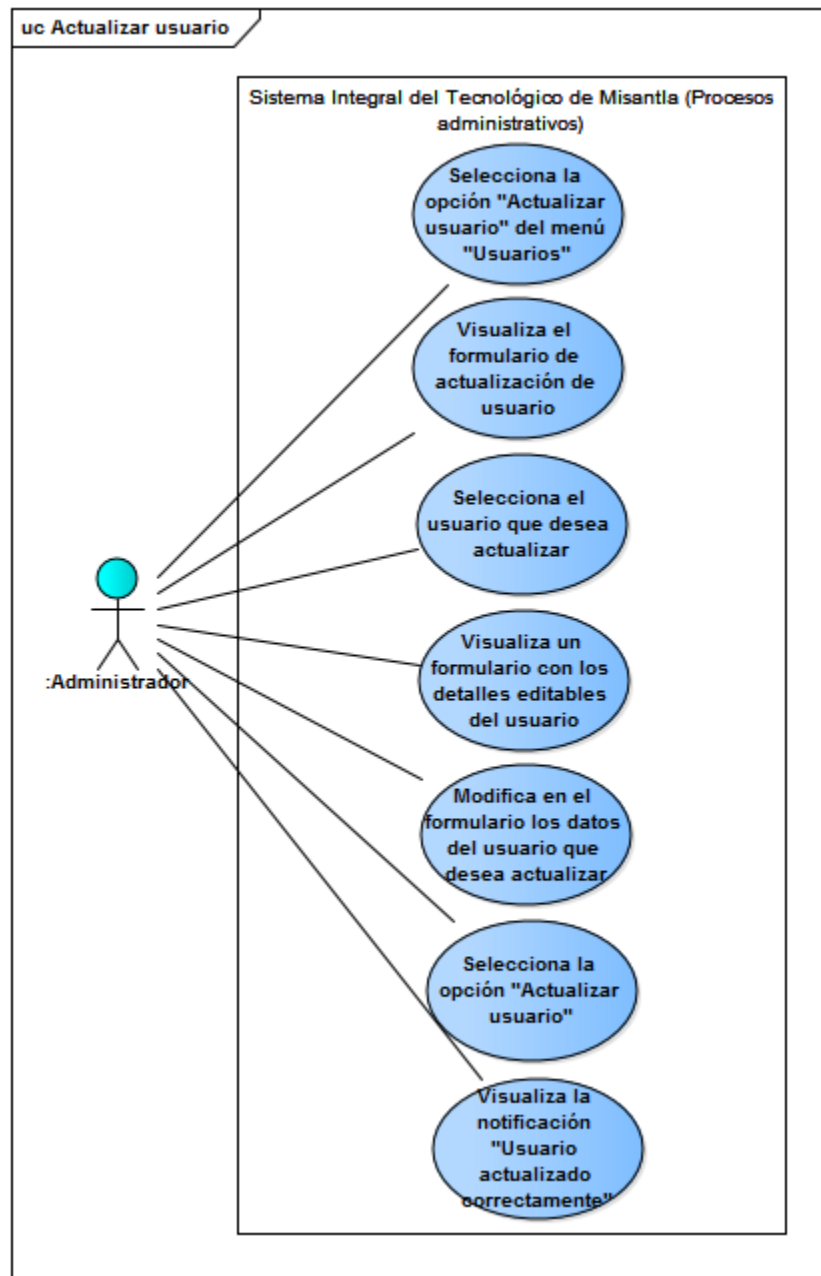 uc Actualizar usuario
Sistema Integral del Tecnológico de Misantla (Procesos
administrativos)
Selecciona la
opción "Actualizar
usuario" del menú
"Usuarios"
Visualiza el
formulario de
actualización de
usuario
Selecciona el
usuario que desea
actualizar
:Administrador
Visualiza un
formulario con los
detalles editables
del usuario
Modifica en el
formulario los datos
del usuario que
desea actualizar
Selecciona la
opción "Actualizar
usuario"
Visualiza la
notificación
"Usuario
actualizado
correctamente"